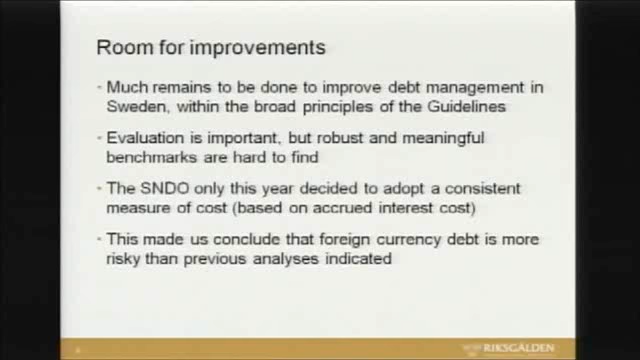 Room for improvements
• Much remains to be done to improve debt management in
Sweden, within the broad principles of the Guidelines
• Evaluation is important, but robust and meaningful
benchmarks are hard to find
• The SNDO only this year decided to adopt a consistent
measure of cost (based on accrued interest cost)
• This made us conclude that foreign currency debt is more
risky than previous analyses indicated
RIKSGÄLDEN